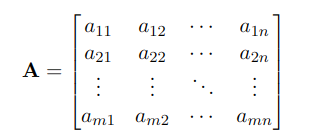 a₁₁ a₁₂ ⋯ a₁ₙ
a₂₁ a₂₂ ⋯ a₂ₙ
A = ⋮ ⋮ ⋱ ⋮
aₘ₁ aₘ₂ ⋯ aₘₙ